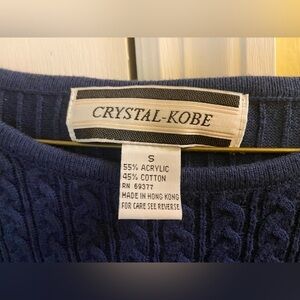 CRYSTAL-KOBE
S
55% ACRYLIC
45% COTTON
RN 69377
MADE IN HONG KONG
FOR CARE SEE REVERSE